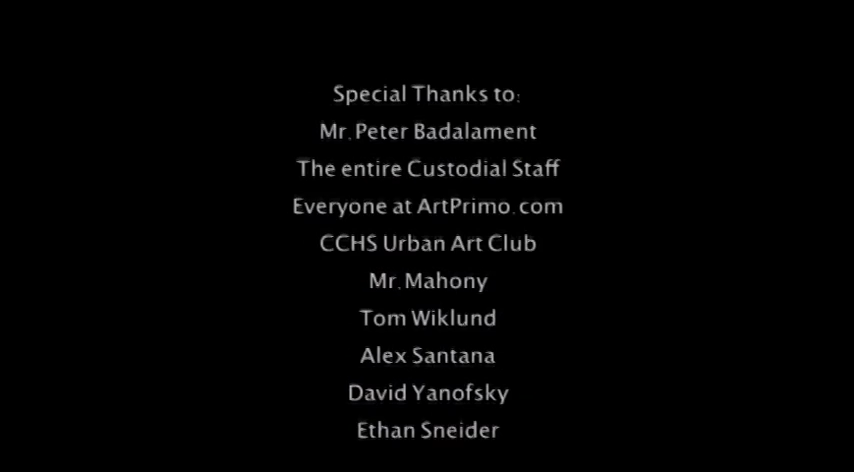 Special Thanks to:
Mr. Peter Badalament
The entire Custodial Staff
Everyone at ArtPrimo.com
CCHS Urban Art Club
Mr. Mahony
Tom Wiklund
Alex Santana
David Yanofsky
Ethan Sneider